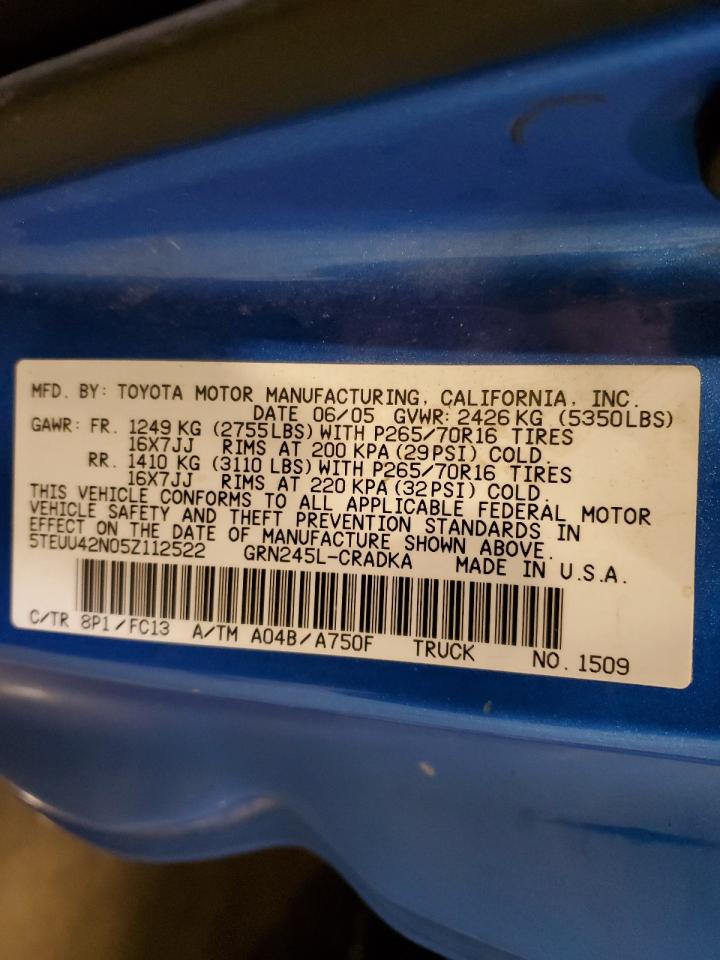 MFD. BY: TOYOTA MOTOR MANUFACTURING, CALIFORNIA, INC.
DATE 06/05 GVWR: 2426 KG (5350LBS)
GAWR: FR. 1249 KG (2755LBS) WITH P265/70R16 TIRES
16X7JJ RIMS AT 200 KPA (29PSI) COLD.
RR. 1410 KG (3110 LBS) WITH P265/70R16 TIRES
16X7JJ RIMS AT 220 KPA (32PSI) COLD.
THIS VEHICLE CONFORMS TO ALL APPLICABLE FEDERAL MOTOR
VEHICLE SAFETY AND THEFT PREVENTION STANDARDS IN
EFFECT ON THE DATE OF MANUFACTURE SHOWN ABOVE.
5TEUU42N05Z112522 GRN245L-CRADKA MADE IN U.S.A.
C/TR 8P1/FC13 A/TM A04B/A750F TRUCK NO. 1509